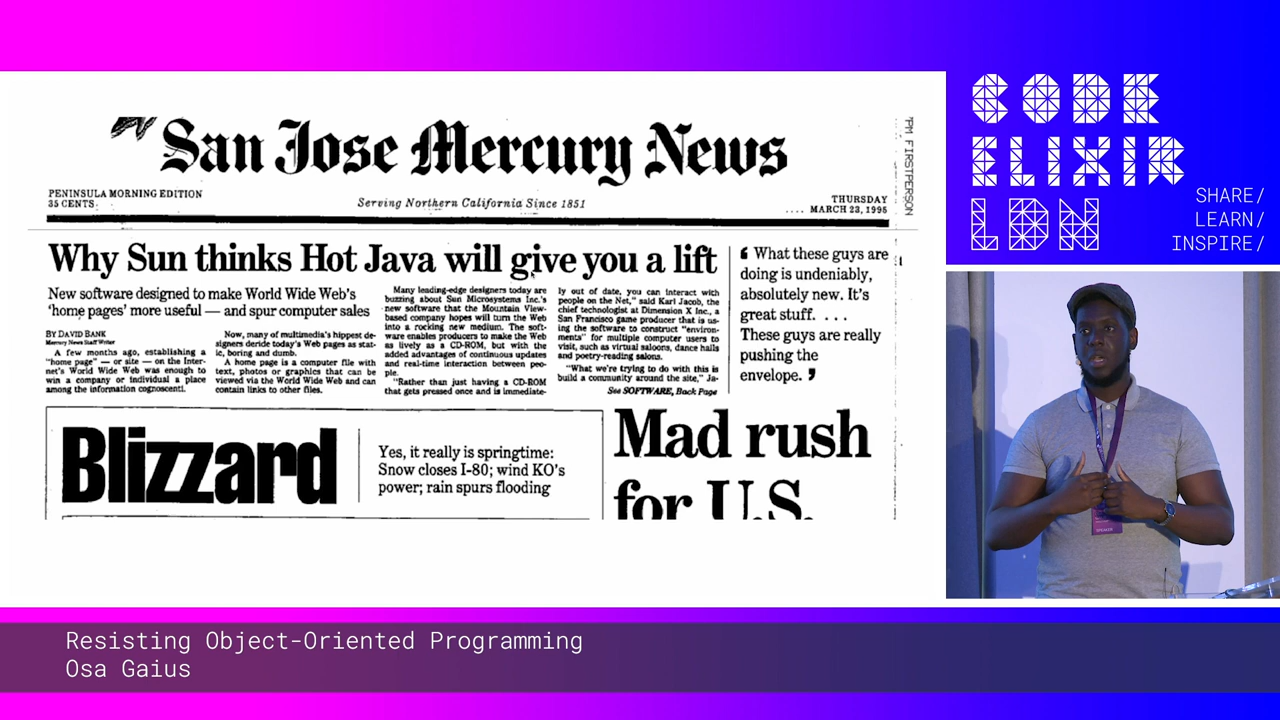 San Jose Mercury News
PENINSULA MORNING EDITION
35 CENTS
Serving Northern California Since 1851
THURSDAY
MARCH 23, 1995
"PM FIRSTPERSON
Why Sun thinks Hot Java will give you a lift
New software designed to make World Wide Web's
'home pages' more useful — and spur computer sales
BY DAVID BANK
Mercury News Staff Writer
A few months ago, establishing a
"home page" — or site — on the Inter-
net's World Wide Web was enough to
win a company or individual a place
among the information cognoscenti.
Now, many of multimedia's hippest de-
signers deride today's Web pages as stat-
ic, boring and dumb.
A home page is a computer file with
text, photos or graphics that can be
viewed via the World Wide Web and can
contain links to other files.
Many leading-edge designers today are
buzzing about Sun Microsystems Inc.'s
new software that the Mountain View-
based company hopes will turn the Web
into a rocking new medium. The soft-
ware enables producers to make the Web
as lively as a CD-ROM, but with the
added advantages of continuous updates
and real-time interaction between peo-
ple.
"Rather than just having a CD-ROM
that gets pressed once and is immediate-
ly out of date, you can interact with
people on the Net," said Karl Jacob, the
chief technologist at Dimension X Inc., a
San Francisco game producer that is us-
ing the software to construct "environ-
ments" for multiple computer users to
visit, such as virtual saloons, dance halls
and poetry-reading salons.
"What we're trying to do with this is
build a community around the site," Ja-
See SOFTWARE, Back Page
‘ What these guys are
doing is undeniably,
absolutely new. It's
great stuff. . . .
These guys are really
pushing the
envelope. ’
Blizzard
Yes, it really is springtime:
Snow closes I-80; wind KO's
power; rain spurs flooding
Mad rush
for U.S.
CODE
ELIXIR
LDN
SHARE/
LEARN/
INSPIRE/
SPEAKER
Resisting Object-Oriented Programming
Osa Gaius